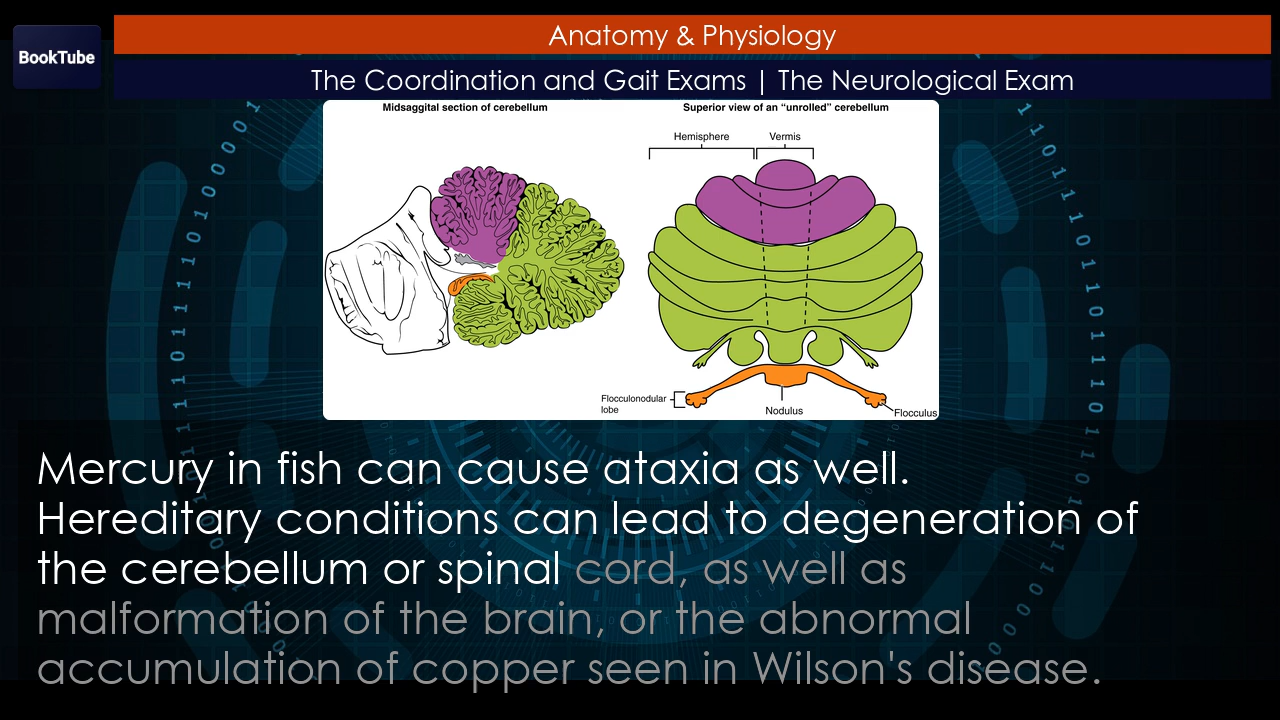 BookTube
Anatomy & Physiology
The Coordination and Gait Exams | The Neurological Exam
Midsaggital section of cerebellum
Superior view of an “unrolled” cerebellum
Hemisphere
Vermis
Flocculonodular
lobe
Nodulus
Flocculus
Mercury in fish can cause ataxia as well.
Hereditary conditions can lead to degeneration of
the cerebellum or spinal cord, as well as
malformation of the brain, or the abnormal
accumulation of copper seen in Wilson's disease.